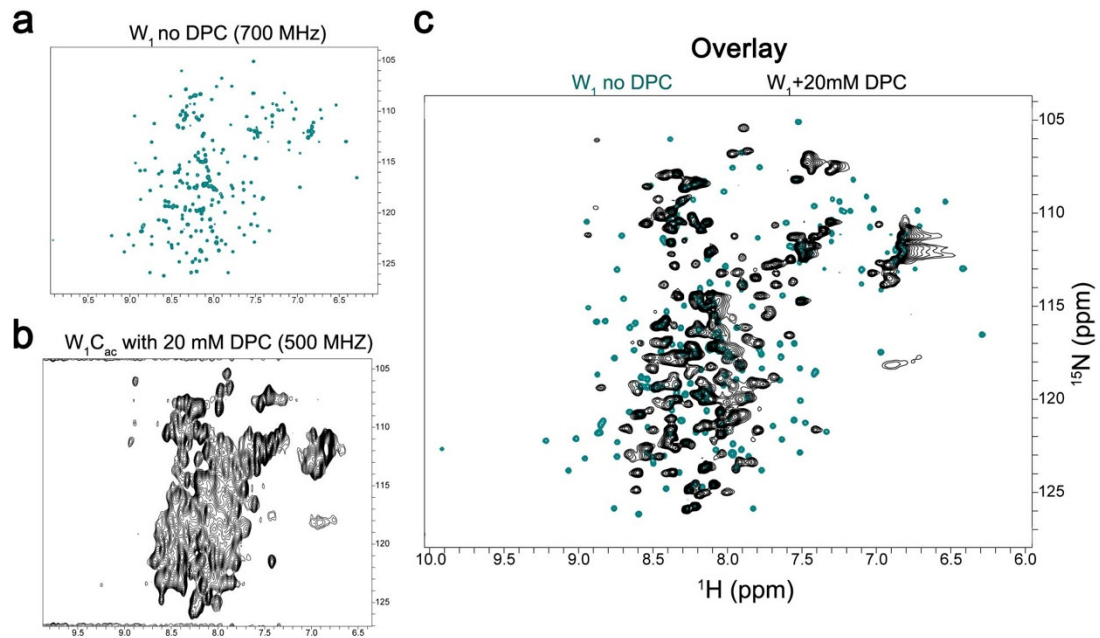 a
W₁ no DPC (700 MHz)
105
110
115
120
125
9.5 9.0 8.5 8.0 7.5 7.0 6.5
b
W₁Cac with 20 mM DPC (500 MHZ)
105
110
115
120
125
9.5 9.0 8.5 8.0 7.5 7.0 6.5
c
Overlay
W₁ no DPC W₁+20mM DPC
105
110
115
120
125
¹⁵N (ppm)
10.0 9.5 9.0 8.5 8.0 7.5 7.0 6.5 6.0
¹H (ppm)